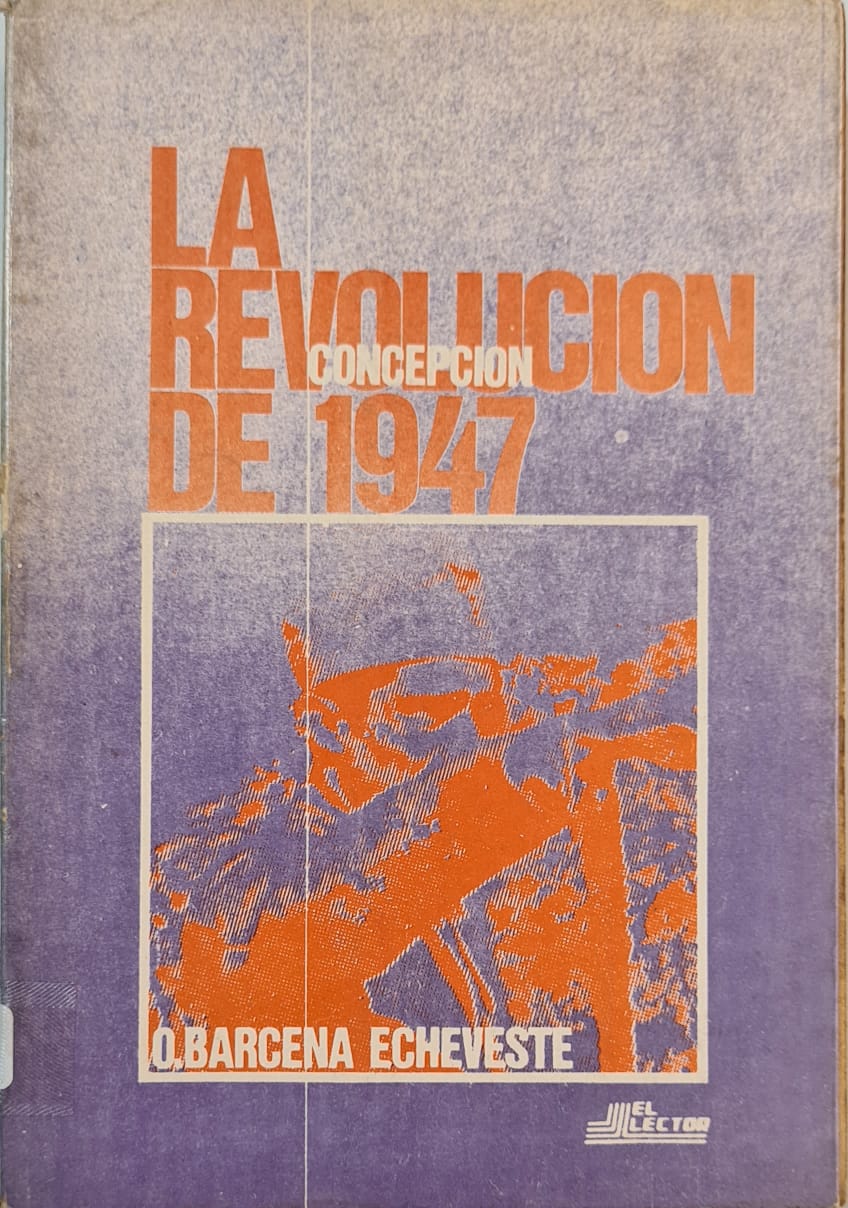 LA
REVOLUCION
CONCEPCION
DE 1947
O.BARCENA ECHEVESTE
EL
LECTOR